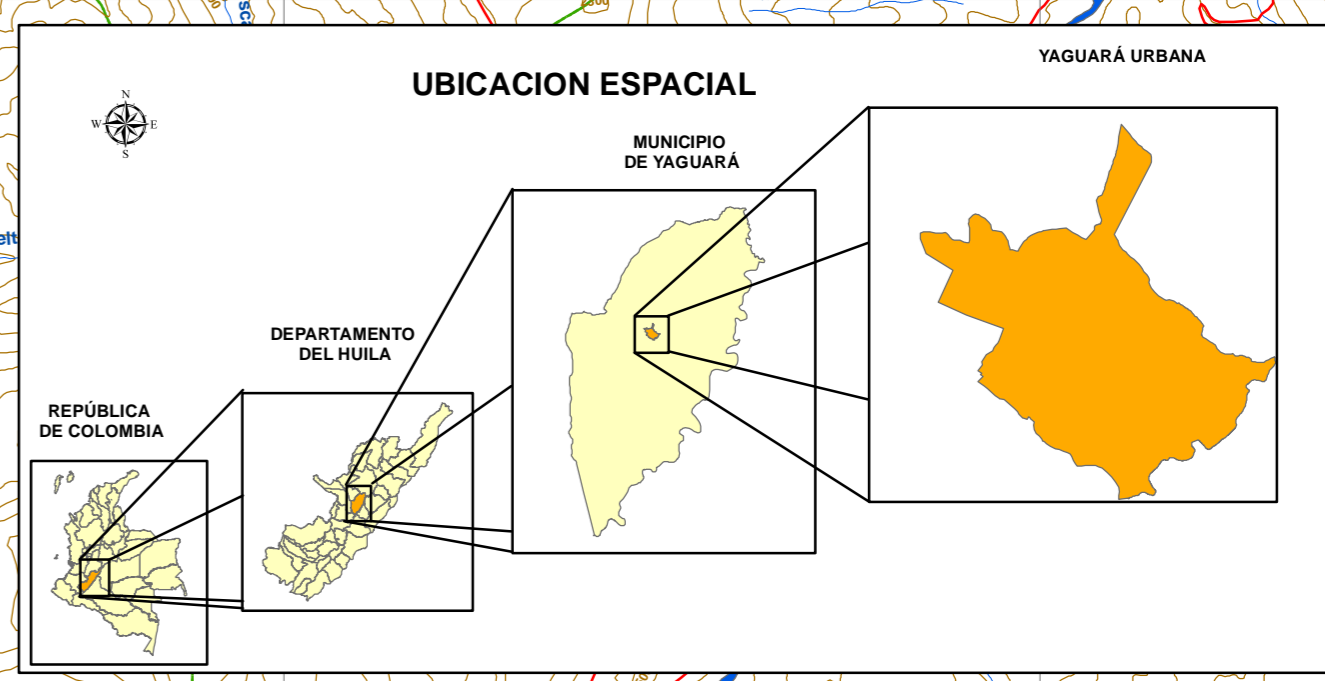 YAGUARÁ URBANA
UBICACION ESPACIAL
N
W
E
S
MUNICIPIO
DE YAGUARÁ
DEPARTAMENTO
DEL HUILA
REPÚBLICA
DE COLOMBIA